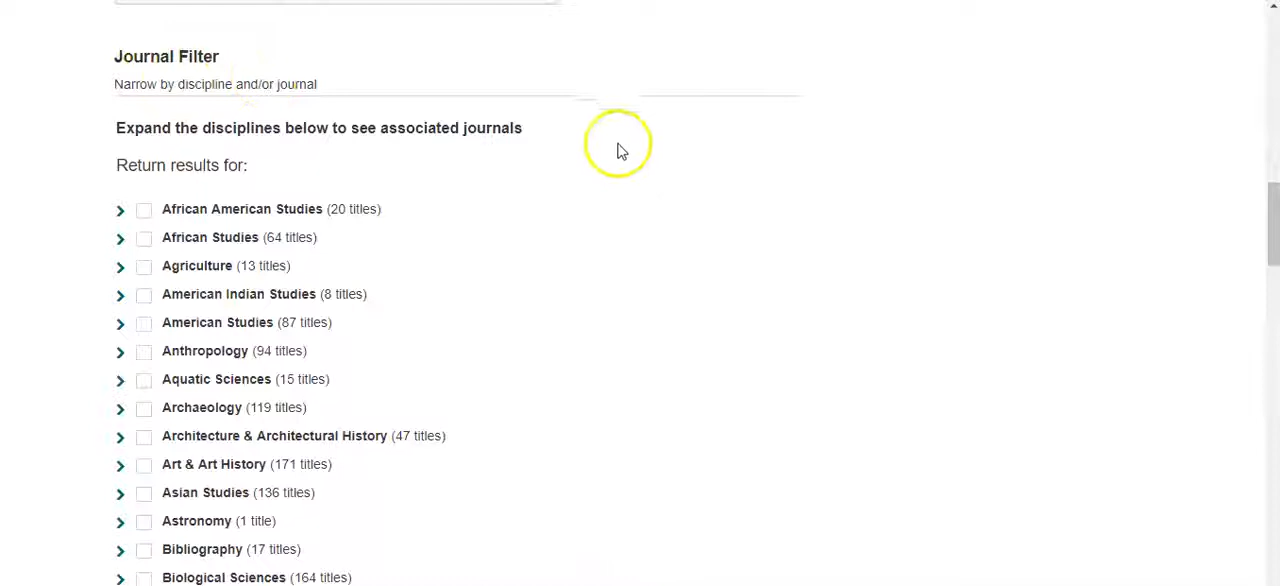 Journal Filter
Narrow by discipline and/or journal
Expand the disciplines below to see associated journals
Return results for:
African American Studies (20 titles)
African Studies (64 titles)
Agriculture (13 titles)
American Indian Studies (8 titles)
American Studies (87 titles)
Anthropology (94 titles)
Aquatic Sciences (15 titles)
Archaeology (119 titles)
Architecture & Architectural History (47 titles)
Art & Art History (171 titles)
Asian Studies (136 titles)
Astronomy (1 title)
Bibliography (17 titles)
Biological Sciences (164 titles)